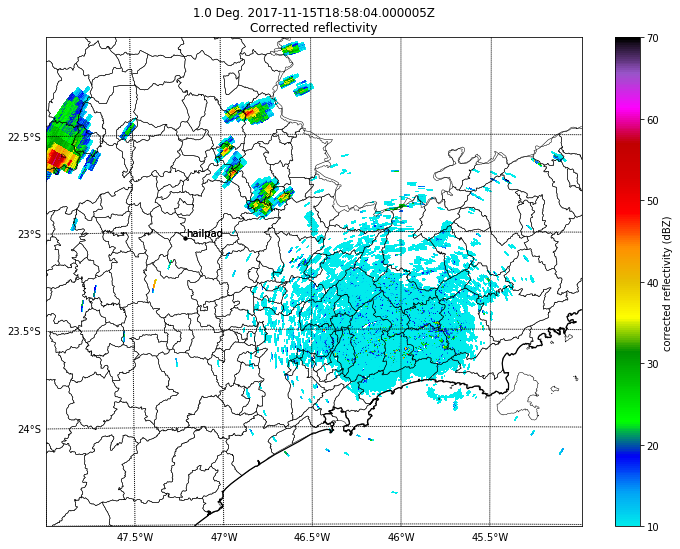 1.0 Deg. 2017-11-15T18:58:04.000005Z
Corrected reflectivity
22.5°S
23°S
23.5°S
24°S
hailpad
47.5°W
47°W
46.5°W
46°W
45.5°W
70
60
50
40
30
20
10
corrected reflectivity (dBZ)